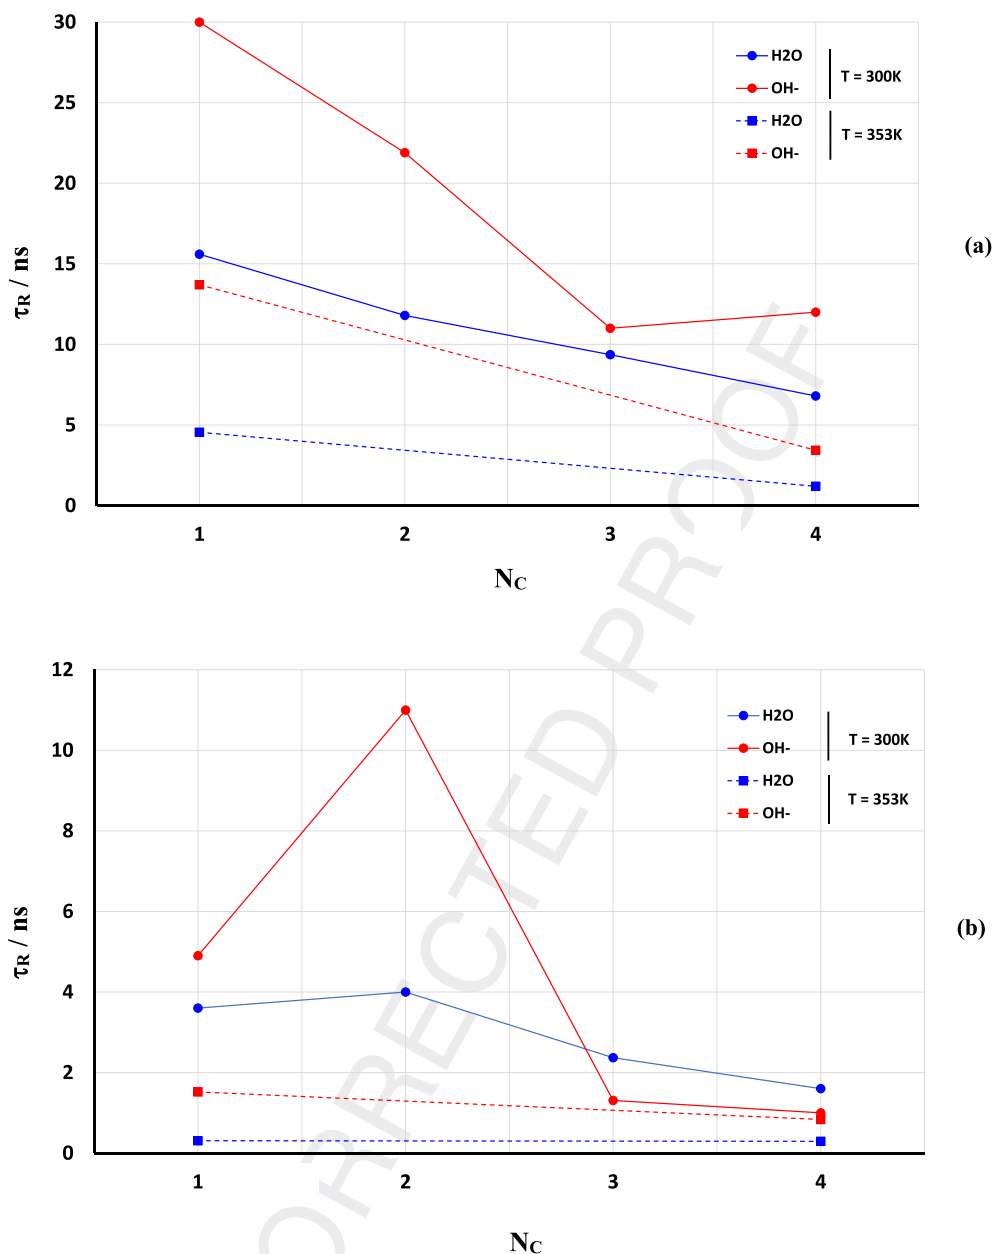 30
25
20
15
10
5
0
τR / ns
H2O
OH-
T = 300K
H2O
OH-
T = 353K
(a)
1 2 3 4
NC
12
10
8
6
4
2
0
τR / ns
H2O
OH-
T = 300K
H2O
OH-
T = 353K
(b)
1 2 3 4
NC
ORRECTED PROOF